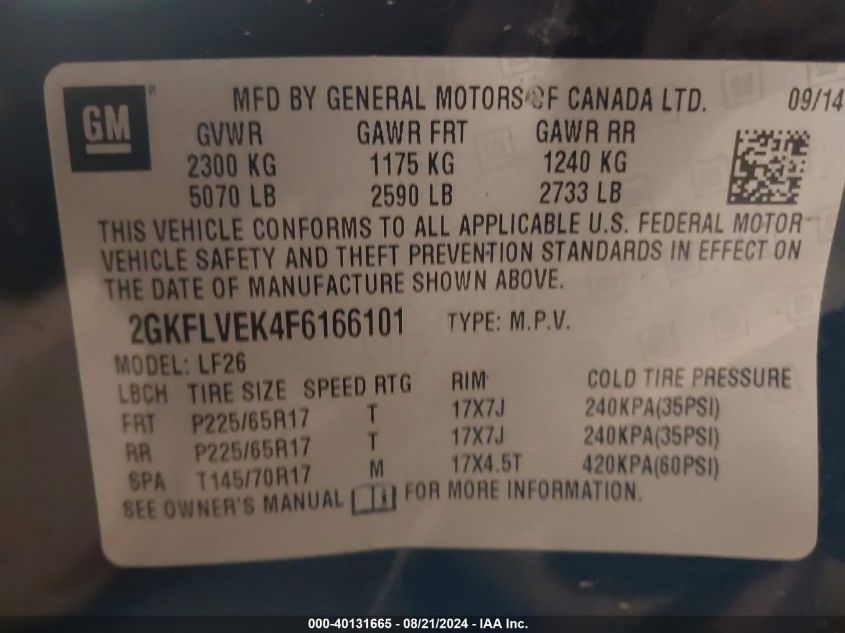 GM
MFD BY GENERAL MOTORS OF CANADA LTD. 09/14
GVWR GAWR FRT GAWR RR
2300 KG 1175 KG 1240 KG
5070 LB 2590 LB 2733 LB
THIS VEHICLE CONFORMS TO ALL APPLICABLE U.S. FEDERAL MOTOR
VEHICLE SAFETY AND THEFT PREVENTION STANDARDS IN EFFECT ON
THE DATE OF MANUFACTURE SHOWN ABOVE.
2GKFLVEK4F6166101 TYPE: M.P.V.
MODEL: LF26
LBCH TIRE SIZE SPEED RTG RIM COLD TIRE PRESSURE
FRT P225/65R17 T 17X7J 240KPA(35PSI)
RR P225/65R17 T 17X7J 240KPA(35PSI)
SPA T145/70R17 M 17X4.5T 420KPA(60PSI)
SEE OWNER'S MANUAL FOR MORE INFORMATION.
000-40131665 - 08/21/2024 - IAA Inc.